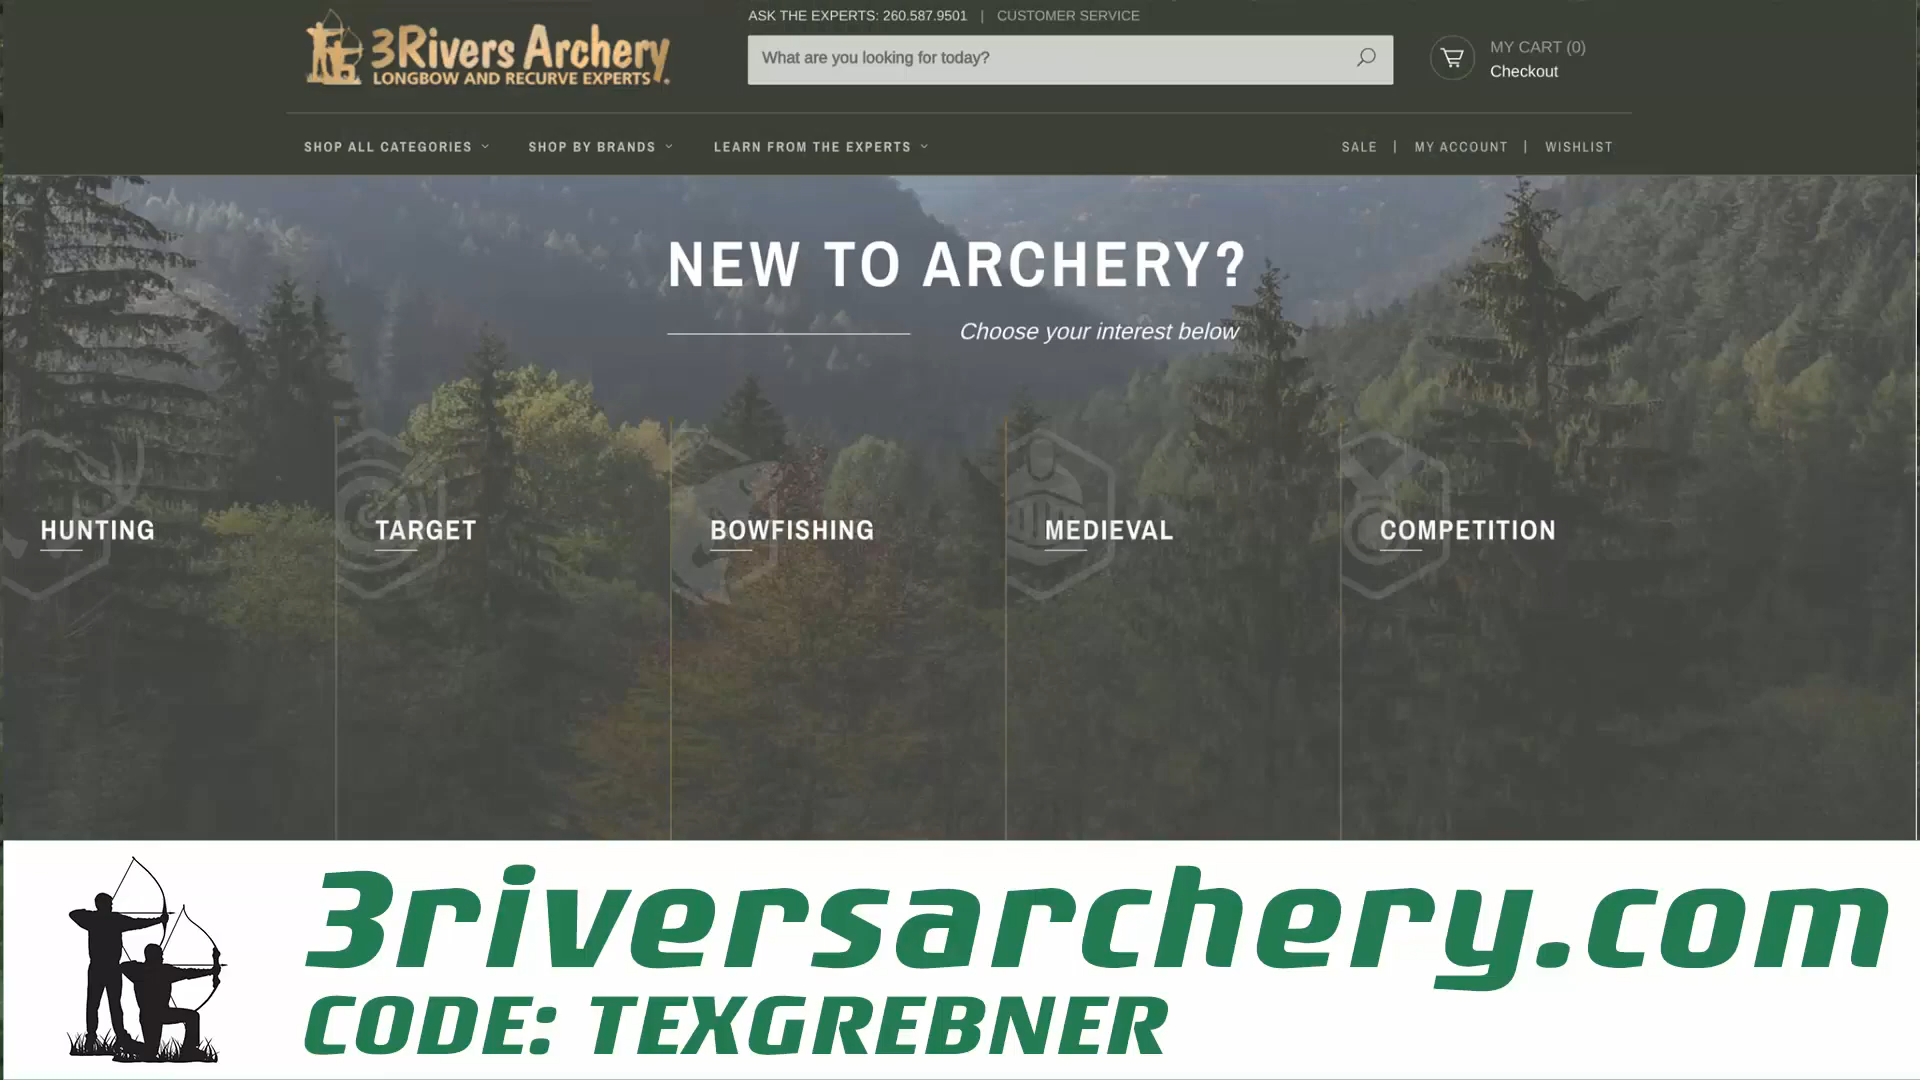 3Rivers Archery
LONGBOW AND RECURVE EXPERTS
ASK THE EXPERTS: 260.587.9501 | CUSTOMER SERVICE
What are you looking for today?
MY CART (0)
Checkout
SHOP ALL CATEGORIES
SHOP BY BRANDS
LEARN FROM THE EXPERTS
SALE | MY ACCOUNT | WISHLIST
NEW TO ARCHERY?
Choose your interest below
HUNTING
TARGET
BOWFISHING
MEDIEVAL
COMPETITION
3riversarchery.com
CODE: TEXGREBNER